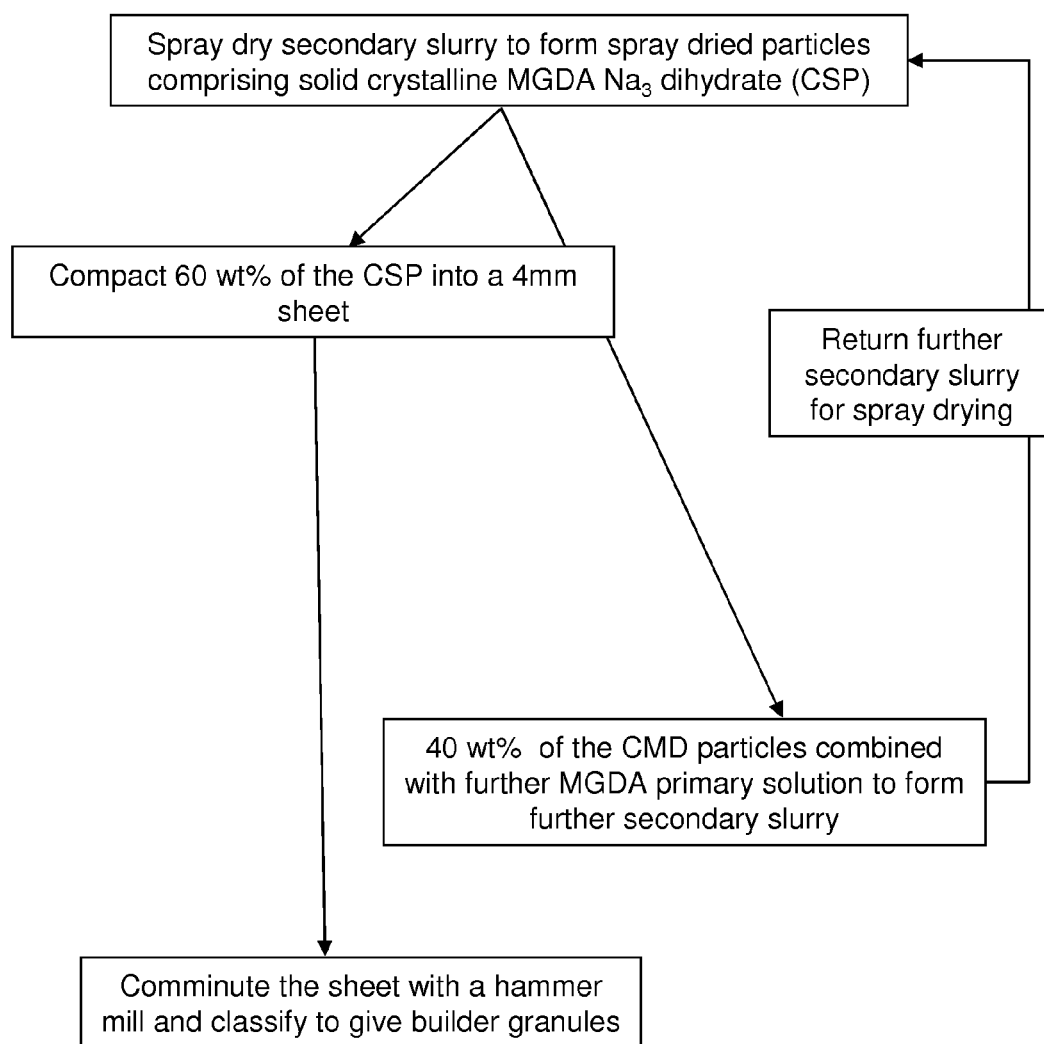 Spray dry secondary slurry to form spray dried particles
comprising solid crystalline MGDA Na₃ dihydrate (CSP)
Compact 60 wt% of the CSP into a 4mm
sheet
Return further
secondary slurry
for spray drying
40 wt% of the CMD particles combined
with further MGDA primary solution to form
further secondary slurry
Comminute the sheet with a hammer
mill and classify to give builder granules